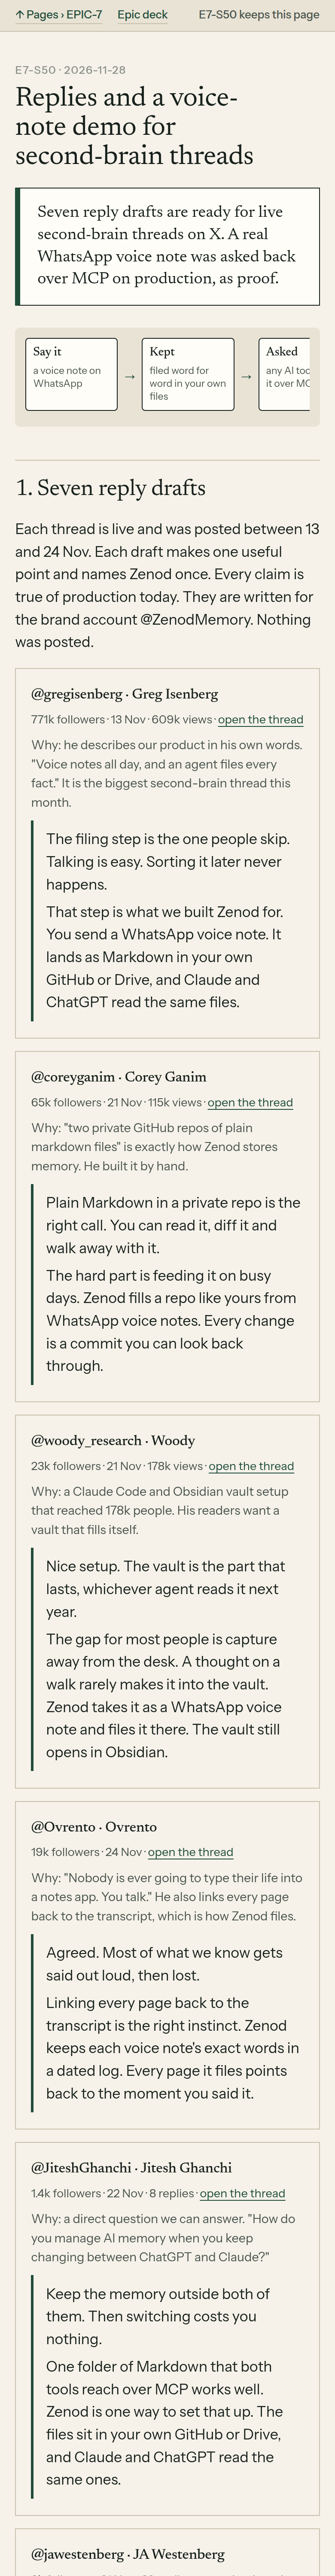 ↑ Pages › EPIC-7 Epic deck E7-S50 keeps this page
E7-S50 · 2026-11-28
Replies and a voice-
note demo for
second-brain threads
Seven reply drafts are ready for live
second-brain threads on X. A real
WhatsApp voice note was asked back
over MCP on production, as proof.
Say it
a voice note on
WhatsApp
→
Kept
filed word for
word in your own
files
→
Asked
any AI too
it over MC
1. Seven reply drafts
Each thread is live and was posted between 13
and 24 Nov. Each draft makes one useful
point and names Zenod once. Every claim is
true of production today. They are written for
the brand account @ZenodMemory. Nothing
was posted.
@gregisenberg · Greg Isenberg
771k followers · 13 Nov · 609k views · open the thread
Why: he describes our product in his own words.
"Voice notes all day, and an agent files every
fact." It is the biggest second-brain thread this
month.
The filing step is the one people skip.
Talking is easy. Sorting it later never
happens.
That step is what we built Zenod for.
You send a WhatsApp voice note. It
lands as Markdown in your own
GitHub or Drive, and Claude and
ChatGPT read the same files.
@coreyganim · Corey Ganim
65k followers · 21 Nov · 115k views · open the thread
Why: "two private GitHub repos of plain
markdown files" is exactly how Zenod stores
memory. He built it by hand.
Plain Markdown in a private repo is the
right call. You can read it, diff it and
walk away with it.
The hard part is feeding it on busy
days. Zenod fills a repo like yours from
WhatsApp voice notes. Every change
is a commit you can look back
through.
@woody_research · Woody
23k followers · 21 Nov · 178k views · open the thread
Why: a Claude Code and Obsidian vault setup
that reached 178k people. His readers want a
vault that fills itself.
Nice setup. The vault is the part that
lasts, whichever agent reads it next
year.
The gap for most people is capture
away from the desk. A thought on a
walk rarely makes it into the vault.
Zenod takes it as a WhatsApp voice
note and files it there. The vault still
opens in Obsidian.
@Ovrento · Ovrento
19k followers · 24 Nov · open the thread
Why: "Nobody is ever going to type their life into
a notes app. You talk." He also links every page
back to the transcript, which is how Zenod files.
Agreed. Most of what we know gets
said out loud, then lost.
Linking every page back to the
transcript is the right instinct. Zenod
keeps each voice note's exact words in
a dated log. Every page it files points
back to the moment you said it.
@JiteshGhanchi · Jitesh Ghanchi
1.4k followers · 22 Nov · 8 replies · open the thread
Why: a direct question we can answer. "How do
you manage AI memory when you keep
changing between ChatGPT and Claude?"
Keep the memory outside both of
them. Then switching costs you
nothing.
One folder of Markdown that both
tools reach over MCP works well.
Zenod is one way to set that up. The
files sit in your own GitHub or Drive,
and Claude and ChatGPT read the
same ones.
@jawestenberg · JA Westenberg